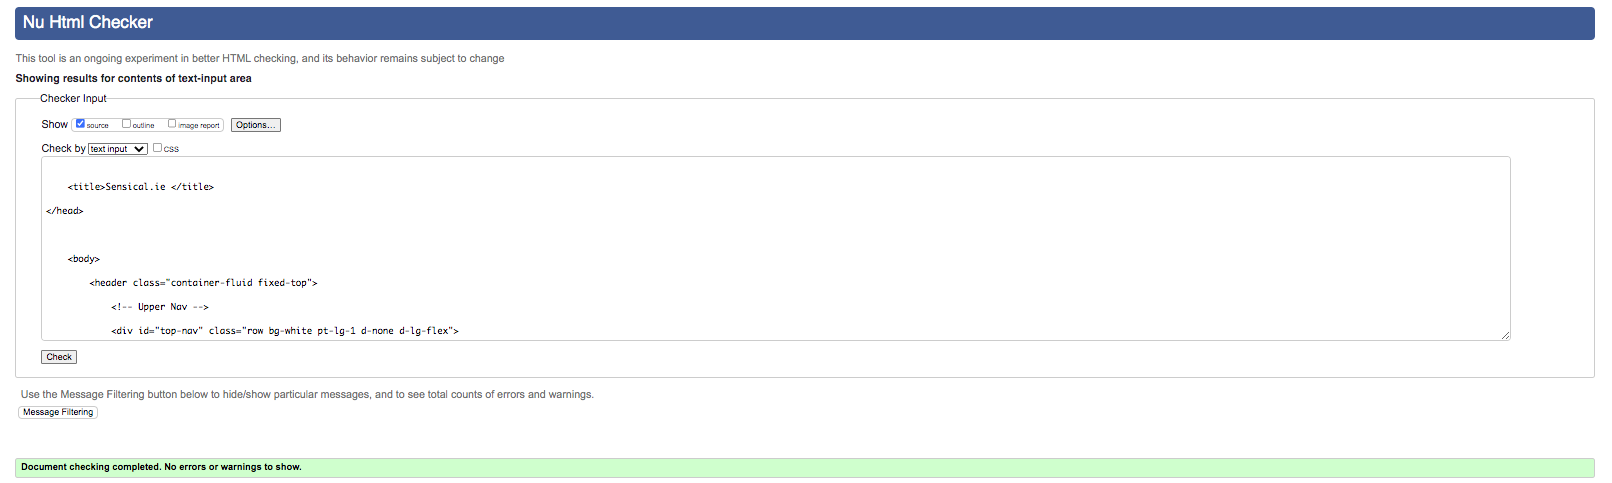 Nu Html Checker
This tool is an ongoing experiment in better HTML checking, and its behavior remains subject to change
Showing results for contents of text-input area
Checker Input
Show source outline image report Options...
Check by text input css
<title>Sensical.ie </title>
</head>
<body>
<header class="container-fluid fixed-top">
<!-- Upper Nav -->
<div id="top-nav" class="row bg-white pt-lg-1 d-none d-lg-flex">
Check
Use the Message Filtering button below to hide/show particular messages, and to see total counts of errors and warnings.
Message Filtering
Document checking completed. No errors or warnings to show.